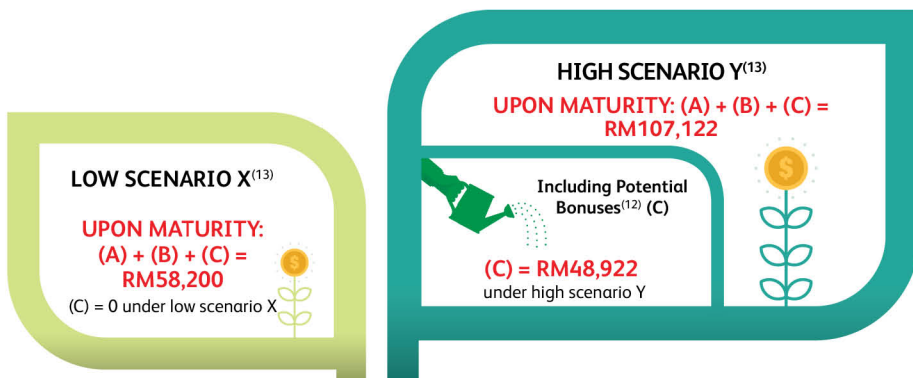 LOW SCENARIO X(13)
UPON MATURITY:
(A) + (B) + (C) =
RM58,200
(C) = 0 under low scenario X
$
HIGH SCENARIO Y(13)
UPON MATURITY: (A) + (B) + (C) =
RM107,122
Including Potential
Bonuses(12) (C)
(C) = RM48,922
under high scenario Y
$